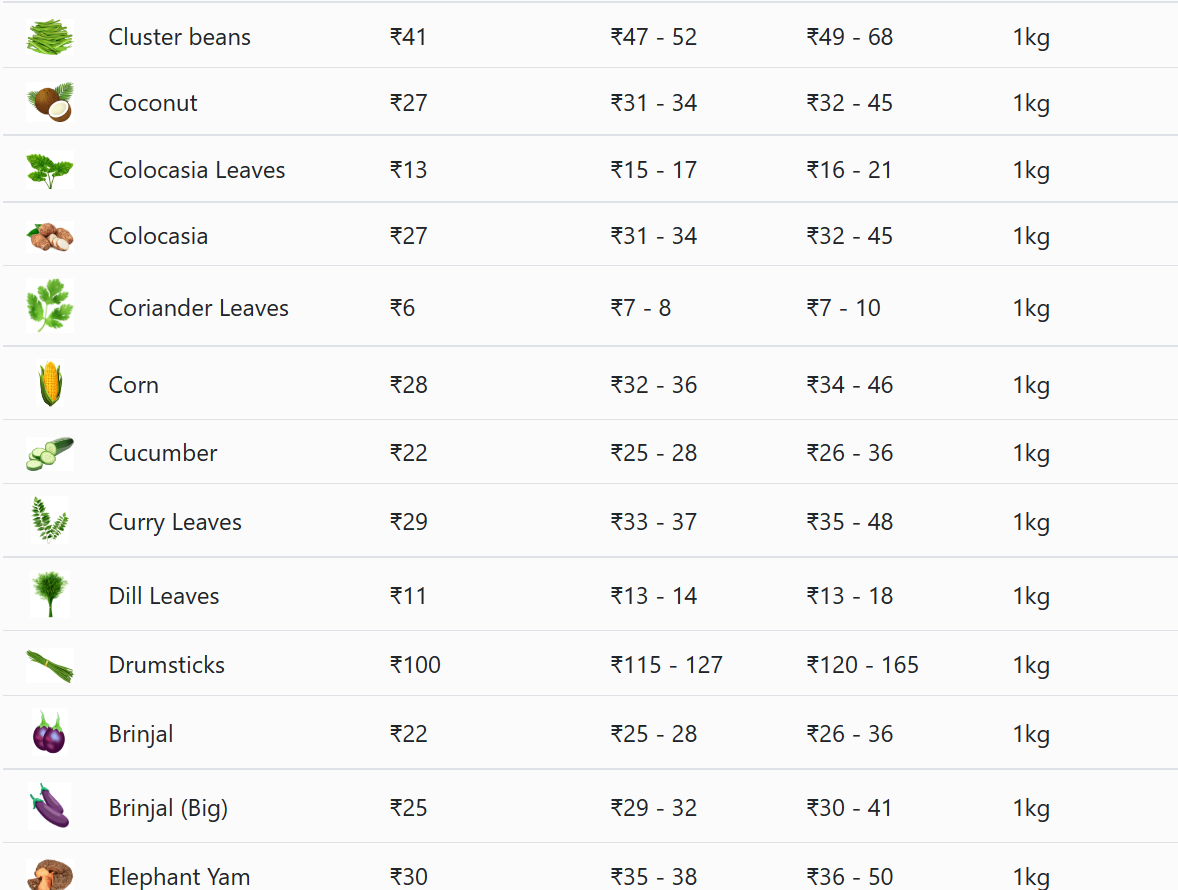 Cluster beans ₹41 ₹47 - 52 ₹49 - 68 1kg
Coconut ₹27 ₹31 - 34 ₹32 - 45 1kg
Colocasia Leaves ₹13 ₹15 - 17 ₹16 - 21 1kg
Colocasia ₹27 ₹31 - 34 ₹32 - 45 1kg
Coriander Leaves ₹6 ₹7 - 8 ₹7 - 10 1kg
Corn ₹28 ₹32 - 36 ₹34 - 46 1kg
Cucumber ₹22 ₹25 - 28 ₹26 - 36 1kg
Curry Leaves ₹29 ₹33 - 37 ₹35 - 48 1kg
Dill Leaves ₹11 ₹13 - 14 ₹13 - 18 1kg
Drumsticks ₹100 ₹115 - 127 ₹120 - 165 1kg
Brinjal ₹22 ₹25 - 28 ₹26 - 36 1kg
Brinjal (Big) ₹25 ₹29 - 32 ₹30 - 41 1kg
Elephant Yam ₹30 ₹35 - 38 ₹36 - 50 1kg